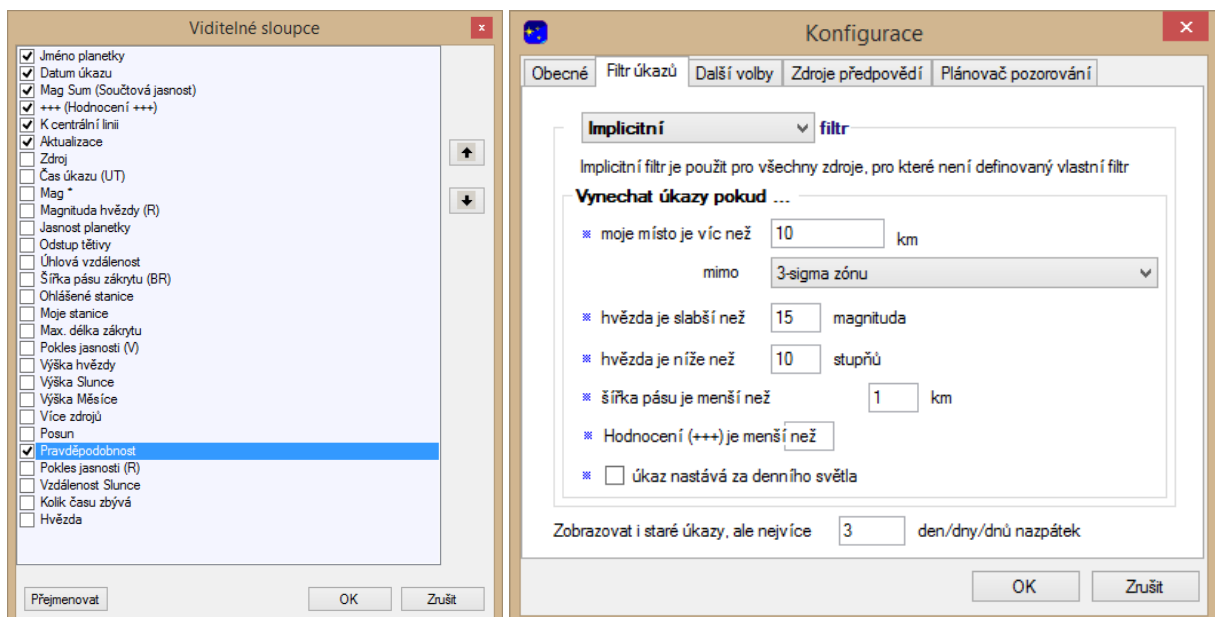 Viditelné sloupce
x
Jméno planetky
Datum úkazu
Mag Sum (Součtová jasnost)
+++ (Hodnocení +++)
K centrální linii
Aktualizace
Zdroj
Čas úkazu (UT)
Mag *
Magnituda hvězdy (R)
Jasnost planetky
Odstup tětivy
Úhlová vzdálenost
Šířka pásu zákrytu (BR)
Ohlášené stanice
Moje stanice
Max. délka zákrytu
Pokles jasnosti (V)
Výška hvězdy
Výška Slunce
Výška Měsíce
Více zdrojů
Posun
Pravděpodobnost
Pokles jasnosti (R)
Vzdálenost Slunce
Kolik času zbývá
Hvězda
Přejmenovat OK Zrušit
Konfigurace
Obecné Filtr úkazů Další volby Zdroje předpovědí Plánovač pozorování
Implicitní filtr
Implicitní filtr je použit pro všechny zdroje, pro které není definovaný vlastní filtr
Vynechat úkazy pokud ...
moje místo je víc než 10 km
mimo 3-sigma zónu
hvězda je slabší než 15 magnituda
hvězda je níže než 10 stupňů
šířka pásu je menší než 1 km
Hodnocení (+++) je menší než
úkaz nastává za denního světla
Zobrazovat i staré úkazy, ale nejvíce 3 den/dny/dnů nazpátek
OK Zrušit